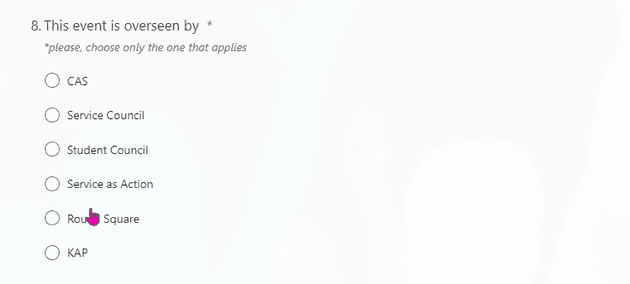 8. This event is overseen by *
*please, choose only the one that applies
CAS
Service Council
Student Council
Service as Action
Square
KAP